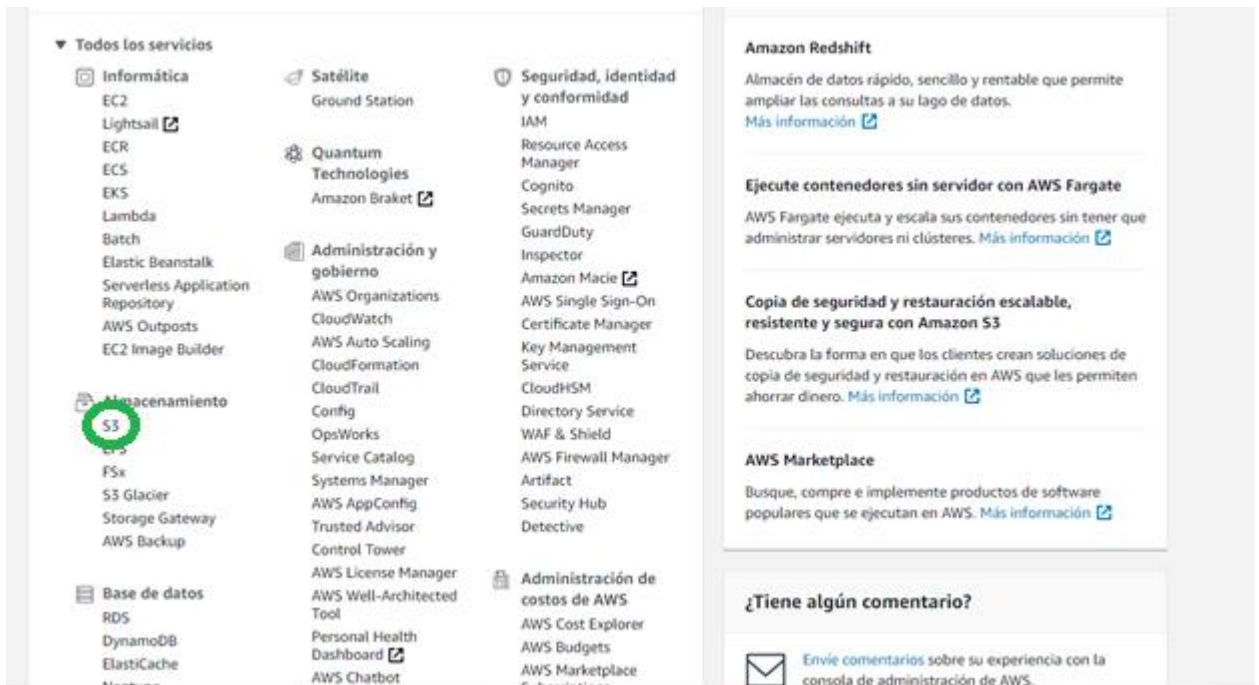 Todos los servicios
Informática
EC2
Lightsail
ECR
ECS
EKS
Lambda
Batch
Elastic Beanstalk
Serverless Application
Repository
AWS Outposts
EC2 Image Builder
Almacenamiento
S3
EFS
FSx
S3 Glacier
Storage Gateway
AWS Backup
Base de datos
RDS
DynamoDB
ElastiCache
Satélite
Ground Station
Quantum
Technologies
Amazon Braket
Administración y
gobierno
AWS Organizations
CloudWatch
AWS Auto Scaling
CloudFormation
CloudTrail
Config
OpsWorks
Service Catalog
Systems Manager
AWS AppConfig
Trusted Advisor
Control Tower
AWS License Manager
AWS Well-Architected
Tool
Personal Health
Dashboard
AWS Chatbot
Seguridad, identidad
y conformidad
IAM
Resource Access
Manager
Cognito
Secrets Manager
GuardDuty
Inspector
Amazon Macie
AWS Single Sign-On
Certificate Manager
Key Management
Service
CloudHSM
Directory Service
WAF & Shield
AWS Firewall Manager
Artifact
Security Hub
Detective
Administración de
costos de AWS
AWS Cost Explorer
AWS Budgets
AWS Marketplace
Amazon Redshift
Almacén de datos rápido, sencillo y rentable que permite
ampliar las consultas a su lago de datos.
Más información
Ejecute contenedores sin servidor con AWS Fargate
AWS Fargate ejecuta y escala sus contenedores sin tener que
administrar servidores ni clústeres. Más información
Copia de seguridad y restauración escalable,
resistente y segura con Amazon S3
Descubra la forma en que los clientes crean soluciones de
copia de seguridad y restauración en AWS que les permiten
ahorrar dinero. Más información
AWS Marketplace
Busque, compre e implemente productos de software
populares que se ejecutan en AWS. Más información
¿Tiene algún comentario?
Envíe comentarios sobre su experiencia con la
consola de administración de AWS.